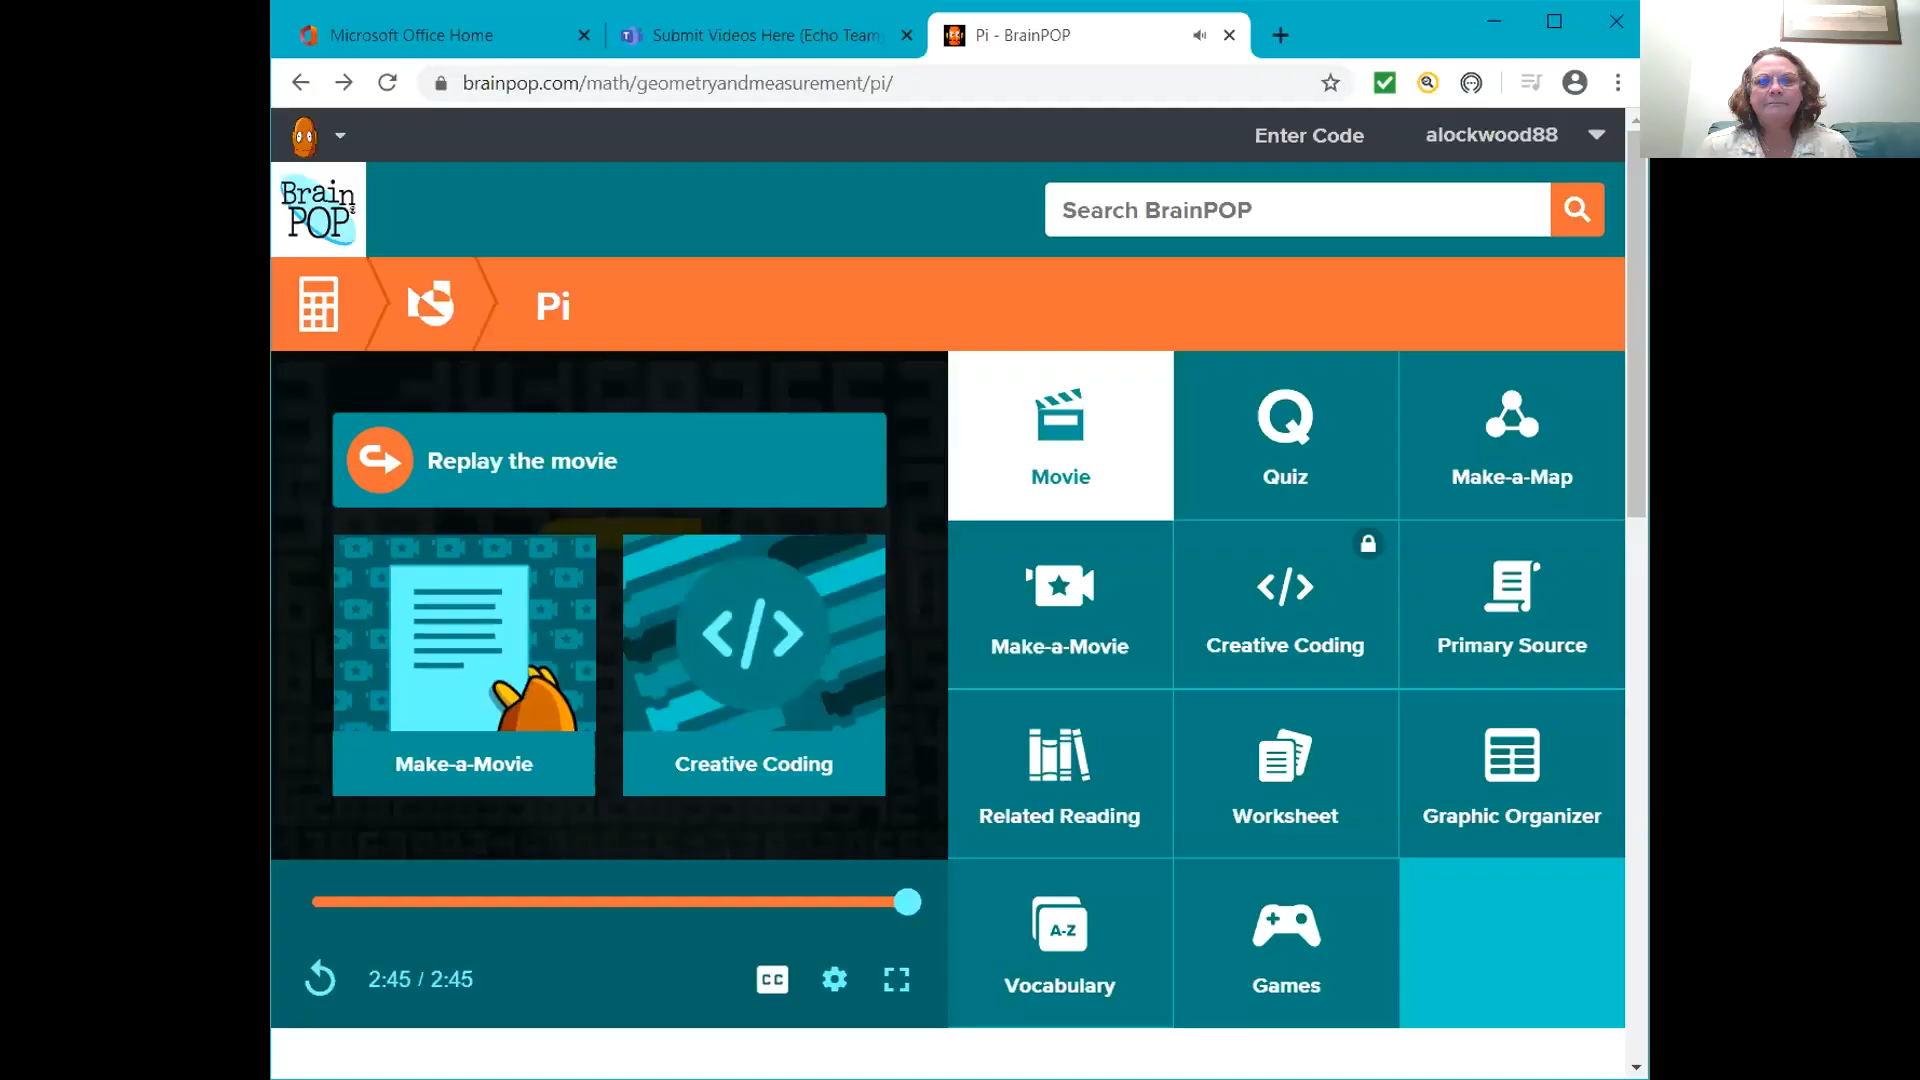 Microsoft Office Home
Submit Videos Here (Echo Team
Pi - BrainPOP
brainpop.com/math/geometryandmeasurement/pi/
Enter Code
alockwood88
Brain
POP
Search BrainPOP
Pi
Replay the movie
Make-a-Movie
Creative Coding
2:45 / 2:45
CC
Movie
Q
Quiz
Make-a-Map
Make-a-Movie
</>
Creative Coding
Primary Source
Related Reading
Worksheet
Graphic Organizer
A-Z
Vocabulary
Games